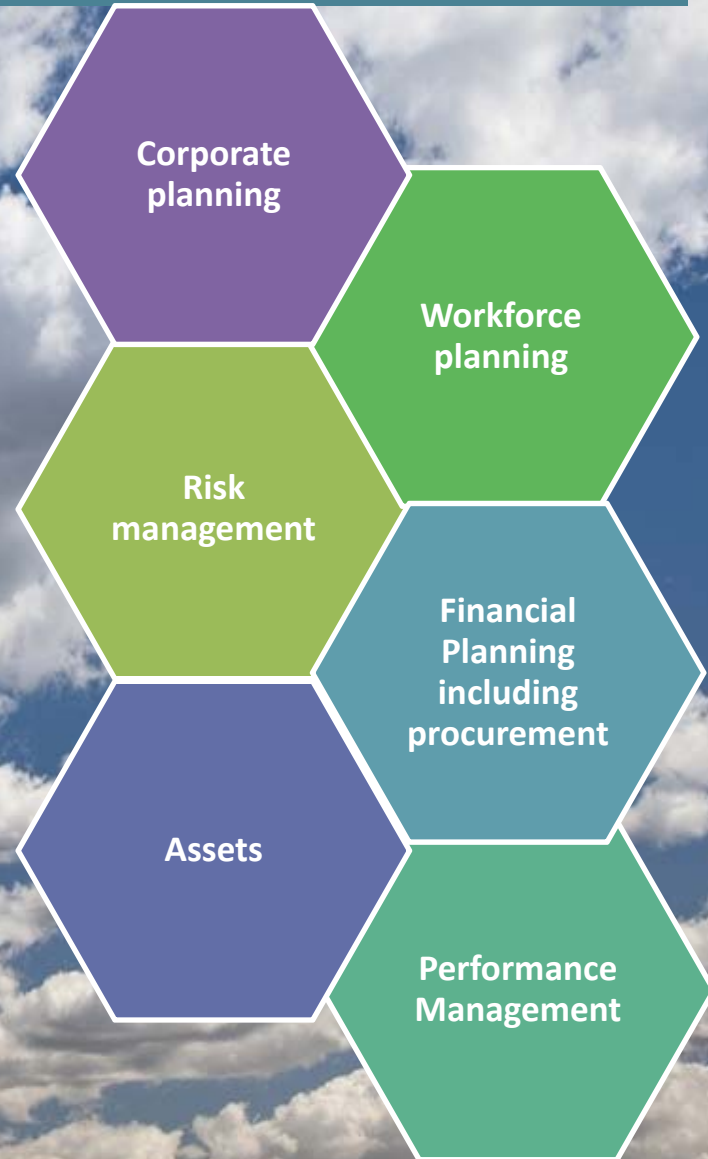 Corporate
planning
Workforce
planning
Risk
management
Financial
Planning
including
procurement
Assets
Performance
Management